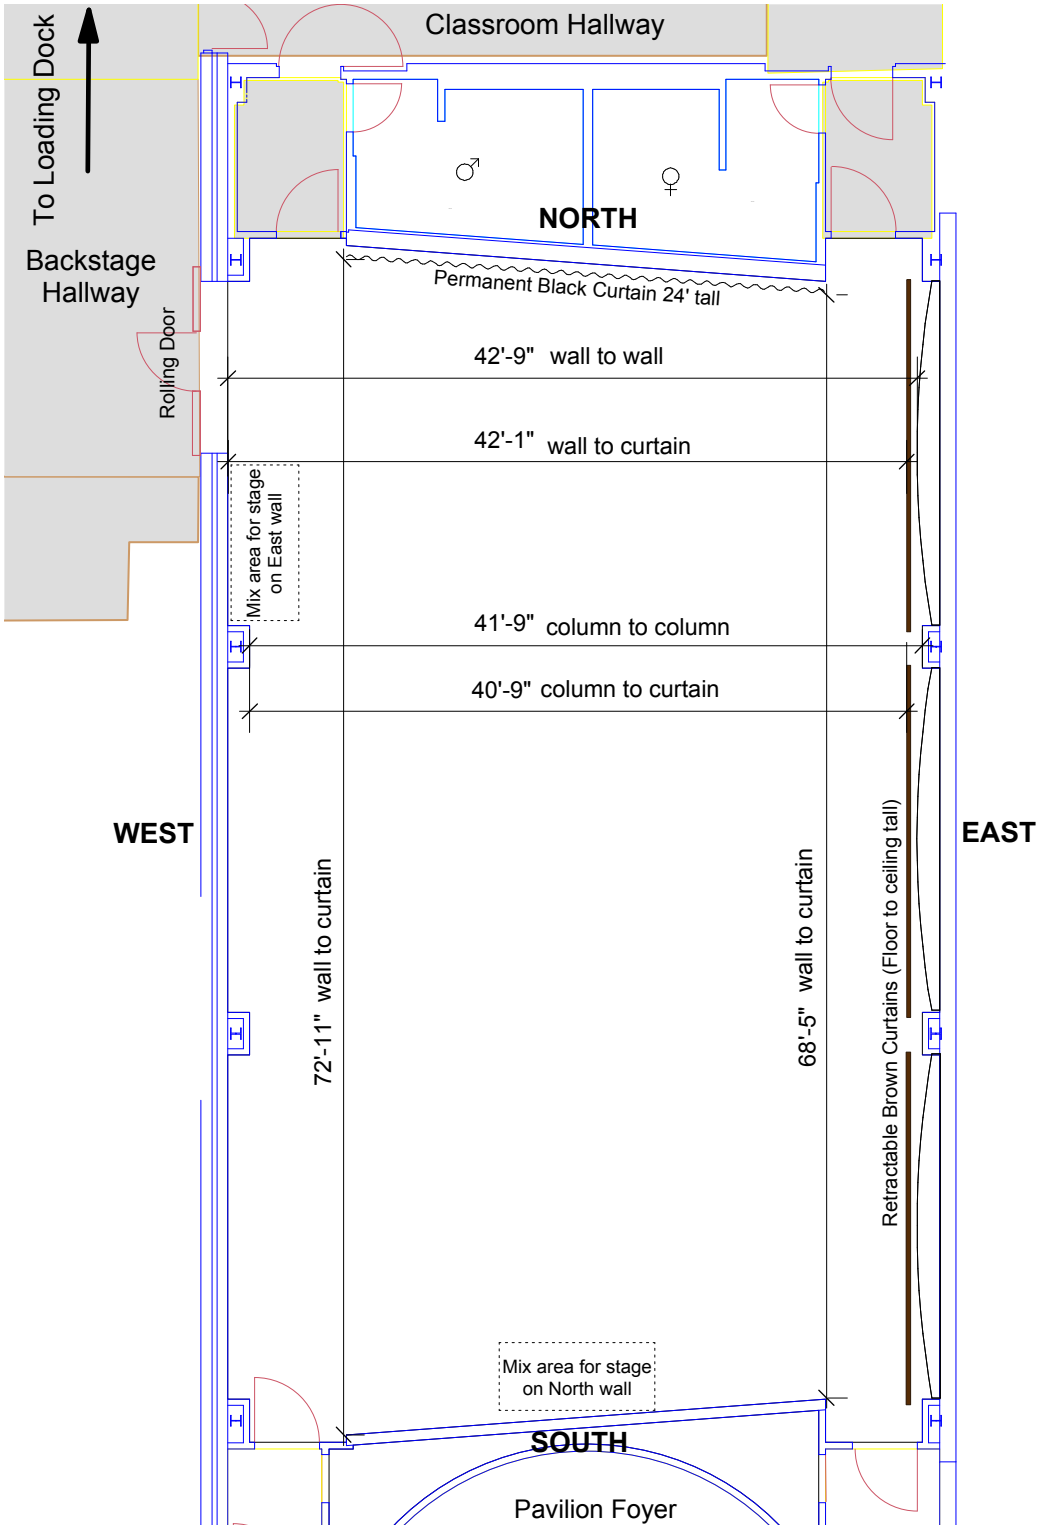 Classroom Hallway
To Loading Dock
NORTH
Backstage
Hallway
Permanent Black Curtain 24' tall
Rolling Door
42'-9" wall to wall
42'-1" wall to curtain
Mix area for stage
on East wall
41'-9" column to column
40'-9" column to curtain
WEST
EAST
72'-11" wall to curtain
68'-5" wall to curtain
Retractable Brown Curtains (Floor to ceiling tall)
Mix area for stage
on North wall
SOUTH
Pavilion Foyer